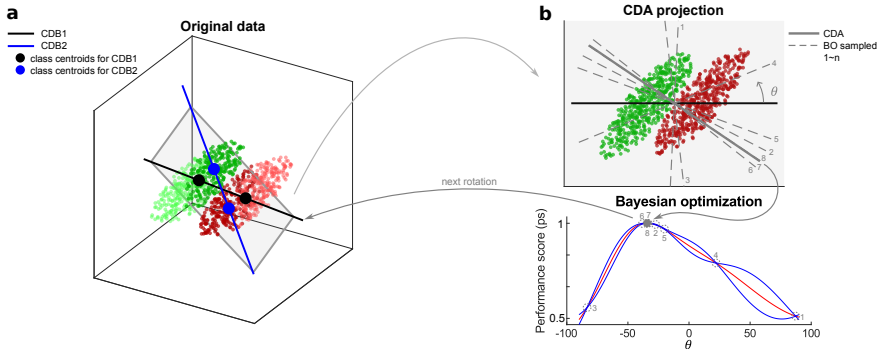 a
Original data
CDB1
CDB2
class centroids for CDB1
class centroids for CDB2
next rotation
b
CDA projection
CDA
BO sampled
1~n
1
4
θ
5
2
8
7
6
3
Bayesian optimization
Performance score (ps)
1
0.5
6 7
8 2
5
4
3
1
-100
-50
0
50
100
θ